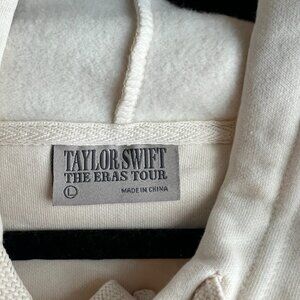 TAYLOR SWIFT
THE ERAS TOUR
L MADE IN CHINA